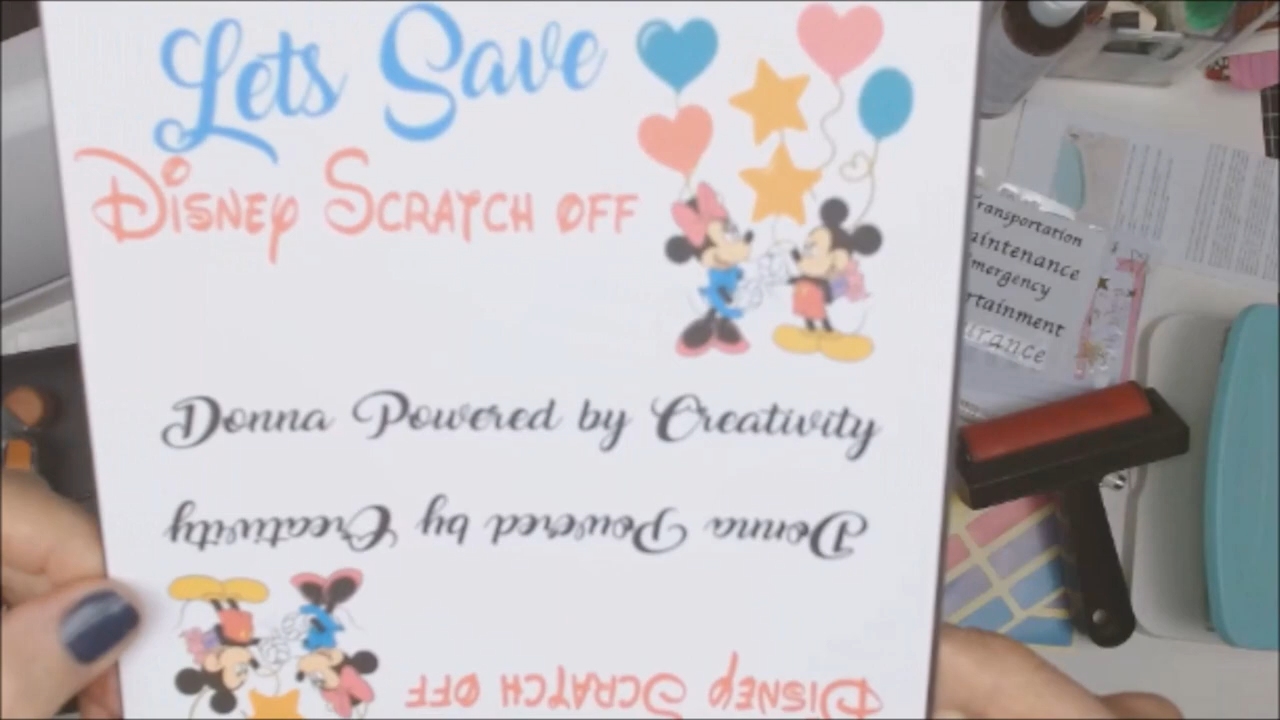 Lets Save
Disney Scratch off
Donna Powered by Creativity
Donna Powered by Creativity
Disney Scratch off
Transportation
aintenance
mergency
rtainment
urance